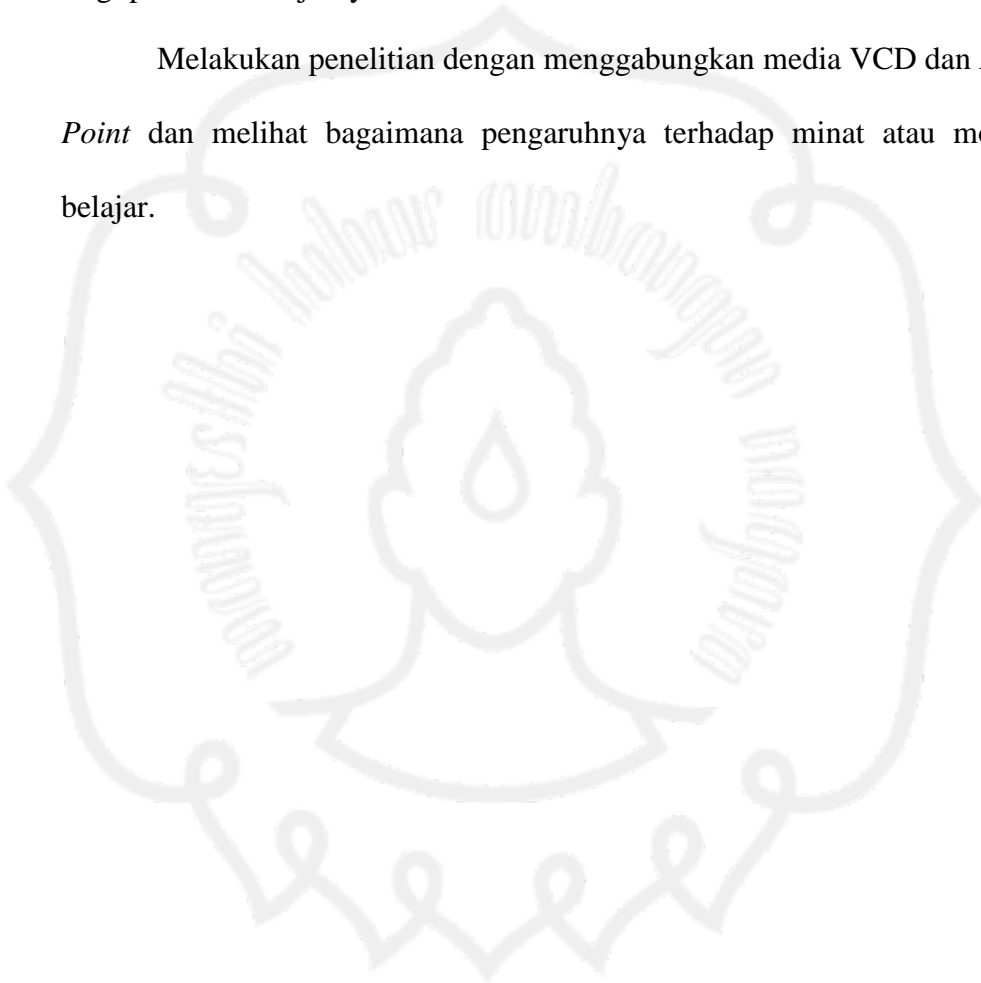 Melakukan penelitian dengan menggabungkan media VCD dan
Point dan melihat bagaimana pengaruhnya terhadap minat atau
belajar.